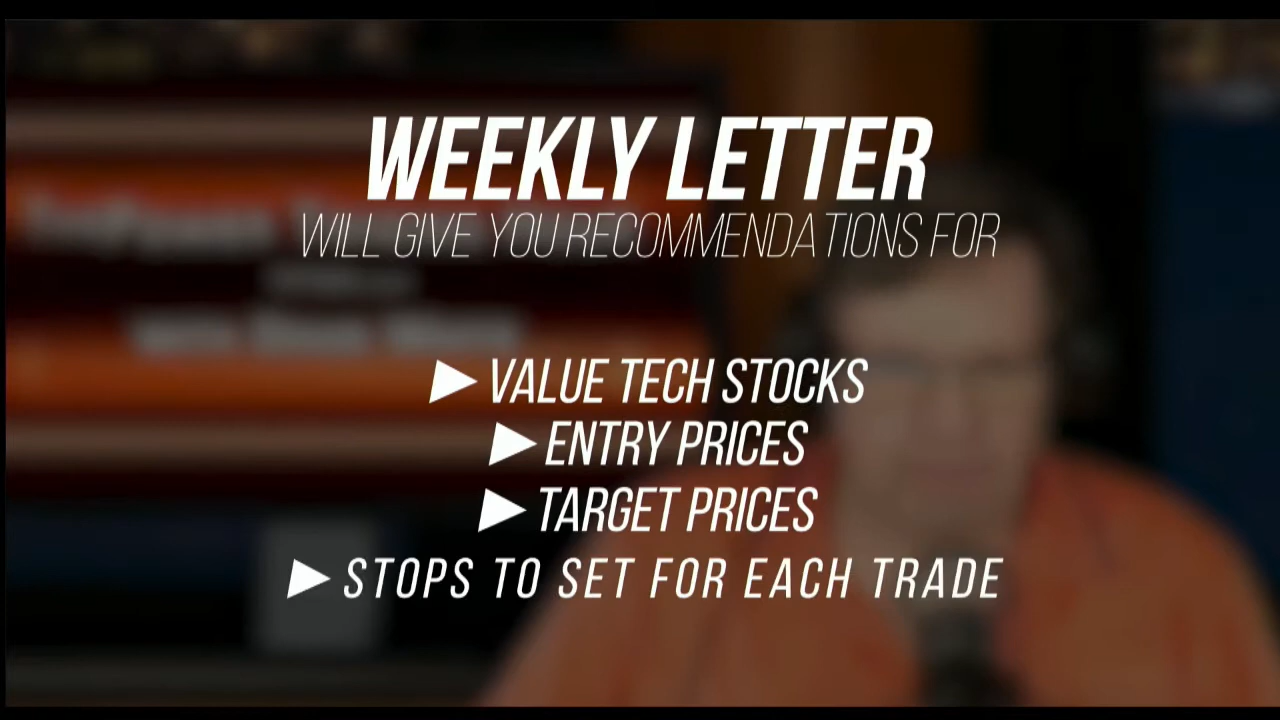 WEEKLY LETTER
WILL GIVE YOU RECOMMENDATIONS FOR
▶ VALUE TECH STOCKS
▶ ENTRY PRICES
▶ TARGET PRICES
▶ STOPS TO SET FOR EACH TRADE